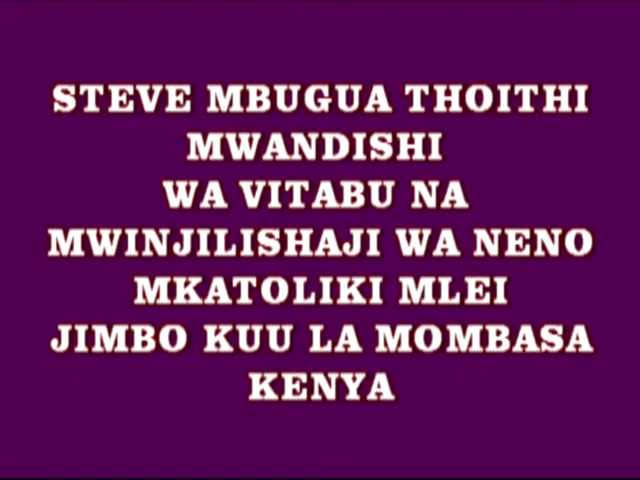 STEVE MBUGUA THOITHI
MWANDISHI
WA VITABU NA
MWINJILISHAJI WA NENO
MKATOLIKI MLEI
JIMBO KUU LA MOMBASA
KENYA